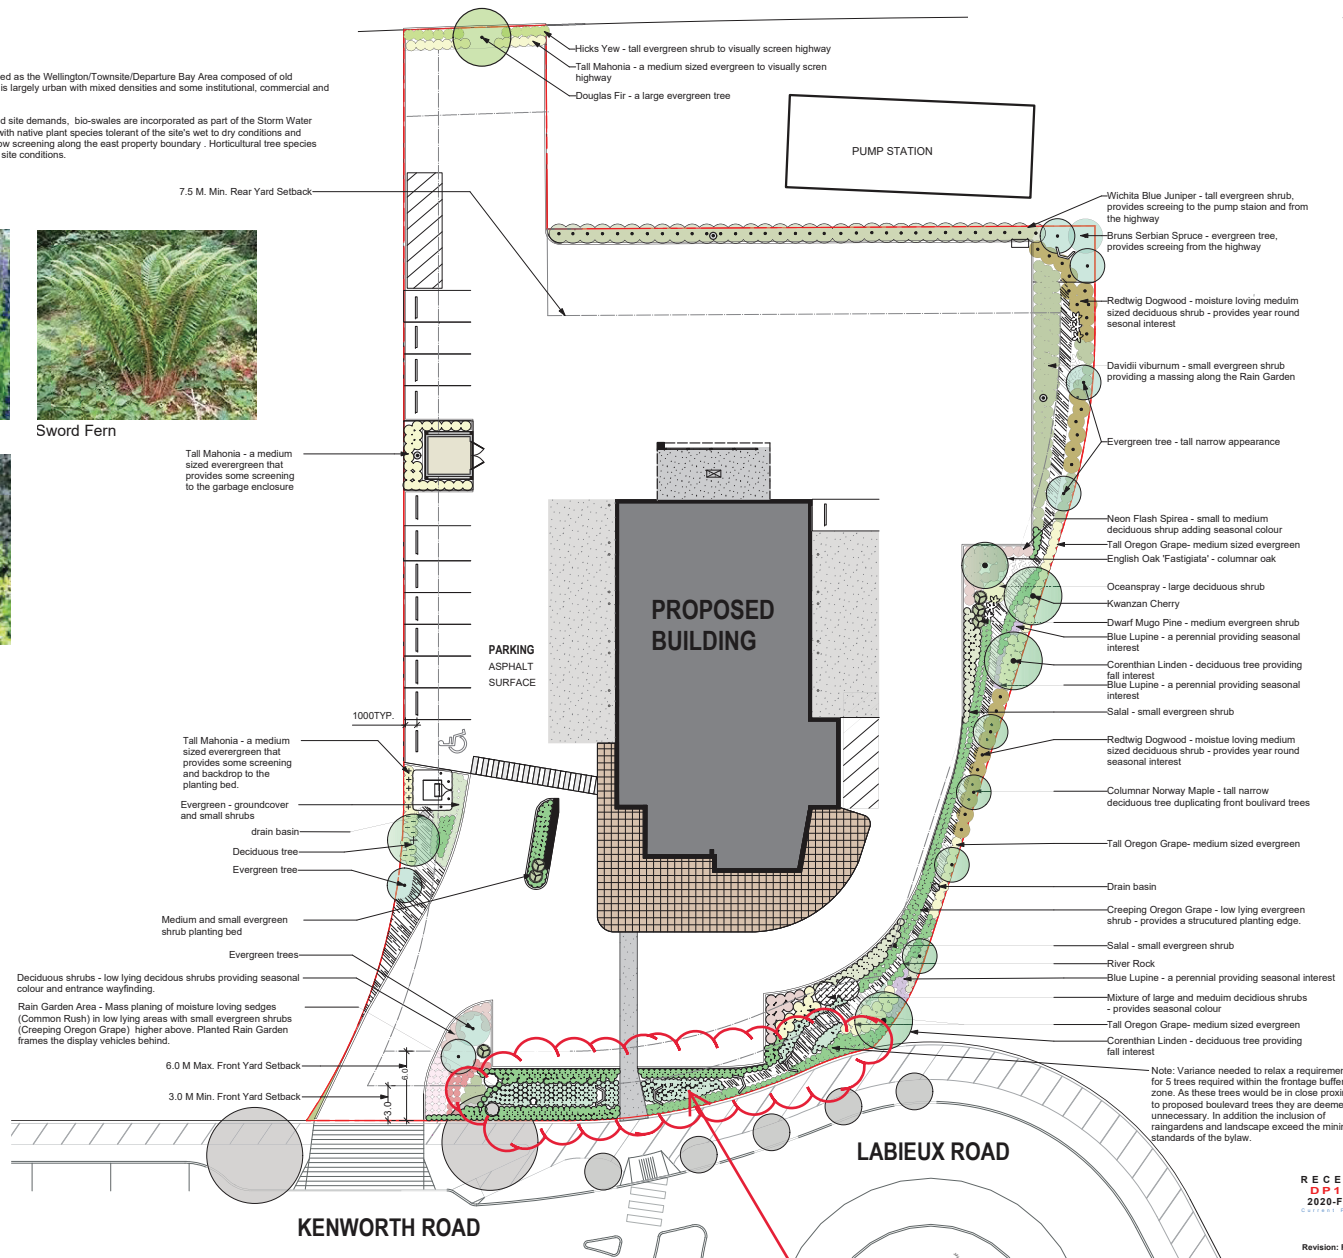 ed as the Wellington/Townsite/Departure Bay Area composed of old
is largely urban with mixed densities and some institutional, commercial and
d site demands, bio-swales are incorporated as part of the Storm Water
with native plant species tolerant of the site's wet to dry conditions and
ow screening along the east property boundary . Horticultural tree species
site conditions.
Sword Fern
Hicks Yew - tall evergreen shrub to visually screen highway
Tall Mahonia - a medium sized evergreen to visually scren
highway
Douglas Fir - a large evergreen tree
PUMP STATION
7.5 M. Min. Rear Yard Setback
Wichita Blue Juniper - tall evergreen shrub,
provides screeing to the pump staion and from
the highway
Bruns Serbian Spruce - evergreen tree,
provides screeing from the highway
Redtwig Dogwood - moisture loving medulm
sized deciduous shrub - provides year round
sesonal interest
Davidii viburnum - small evergreen shrub
providing a massing along the Rain Garden
Evergreen tree - tall narrow appearance
Tall Mahonia - a medium
sized everergreen that
provides some screening
to the garbage enclosure
Neon Flash Spirea - small to medium
deciduous shrup adding seasonal colour
Tall Oregon Grape- medium sized evergreen
English Oak 'Fastigiata' - columnar oak
Oceanspray - large deciduous shrub
Kwanzan Cherry
Dwarf Mugo Pine - medium evergreen shrub
Blue Lupine - a perennial providing seasonal
interest
Corenthian Linden - deciduous tree providing
fall interest
Blue Lupine - a perennial providing seasonal
interest
Salal - small evergreen shrub
Redtwig Dogwood - moistue loving medium
sized deciduous shrub - provides year round
seasonal interest
Columnar Norway Maple - tall narrow
deciduous tree duplicating front boulivard trees
Tall Oregon Grape- medium sized evergreen
Drain basin
Creeping Oregon Grape - low lying evergreen
shrub - provides a strucutured planting edge.
Salal - small evergreen shrub
River Rock
Blue Lupine - a perennial providing seasonal interest
Mixture of large and meduim decidious shrubs
- provides seasonal colour
Tall Oregon Grape- medium sized evergreen
Corenthian Linden - deciduous tree providing
fall interest
PROPOSED
BUILDING
PARKING
ASPHALT
SURFACE
1000TYP.
Tall Mahonia - a medium
sized everergreen that
provides some screening
and backdrop to the
planting bed.
Evergreen - groundcover
and small shrubs
drain basin
Deciduous tree
Evergreen tree
Medium and small evergreen
shrub planting bed
Evergreen trees
Deciduous shrubs - low lying decidous shrubs providing seasonal
colour and entrance wayfinding.
Rain Garden Area - Mass planing of moisture loving sedges
(Common Rush) in low lying areas with small evergreen shrubs
(Creeping Oregon Grape) higher above. Planted Rain Garden
frames the display vehicles behind.
6.0 M Max. Front Yard Setback
3.0 M Min. Front Yard Setback
6.0
3.0
Note: Variance needed to relax a requiremen
for 5 trees required within the frontage buffer
zone. As these trees would be in close proxi
to proposed boulevard trees they are deeme
unnecessary. In addition the inclusion of
raingardens and landscape exceed the minin
standards of the bylaw.
LABIEUX ROAD
KENWORTH ROAD
RECE
DP1
2020-F
Current P
Revision: